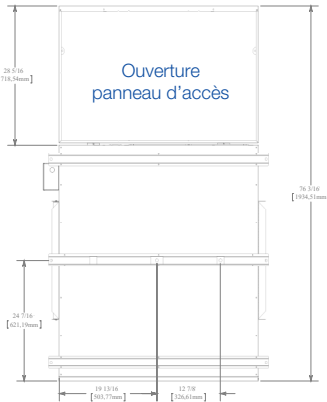 28 5/16
718,54mm]
Ouverture
panneau d'accès
76 3/16
[1934,51mm]
24 7/16
[621,19mm]
19 13/16
[503,77mm]
12 7/8
[326,61mm]